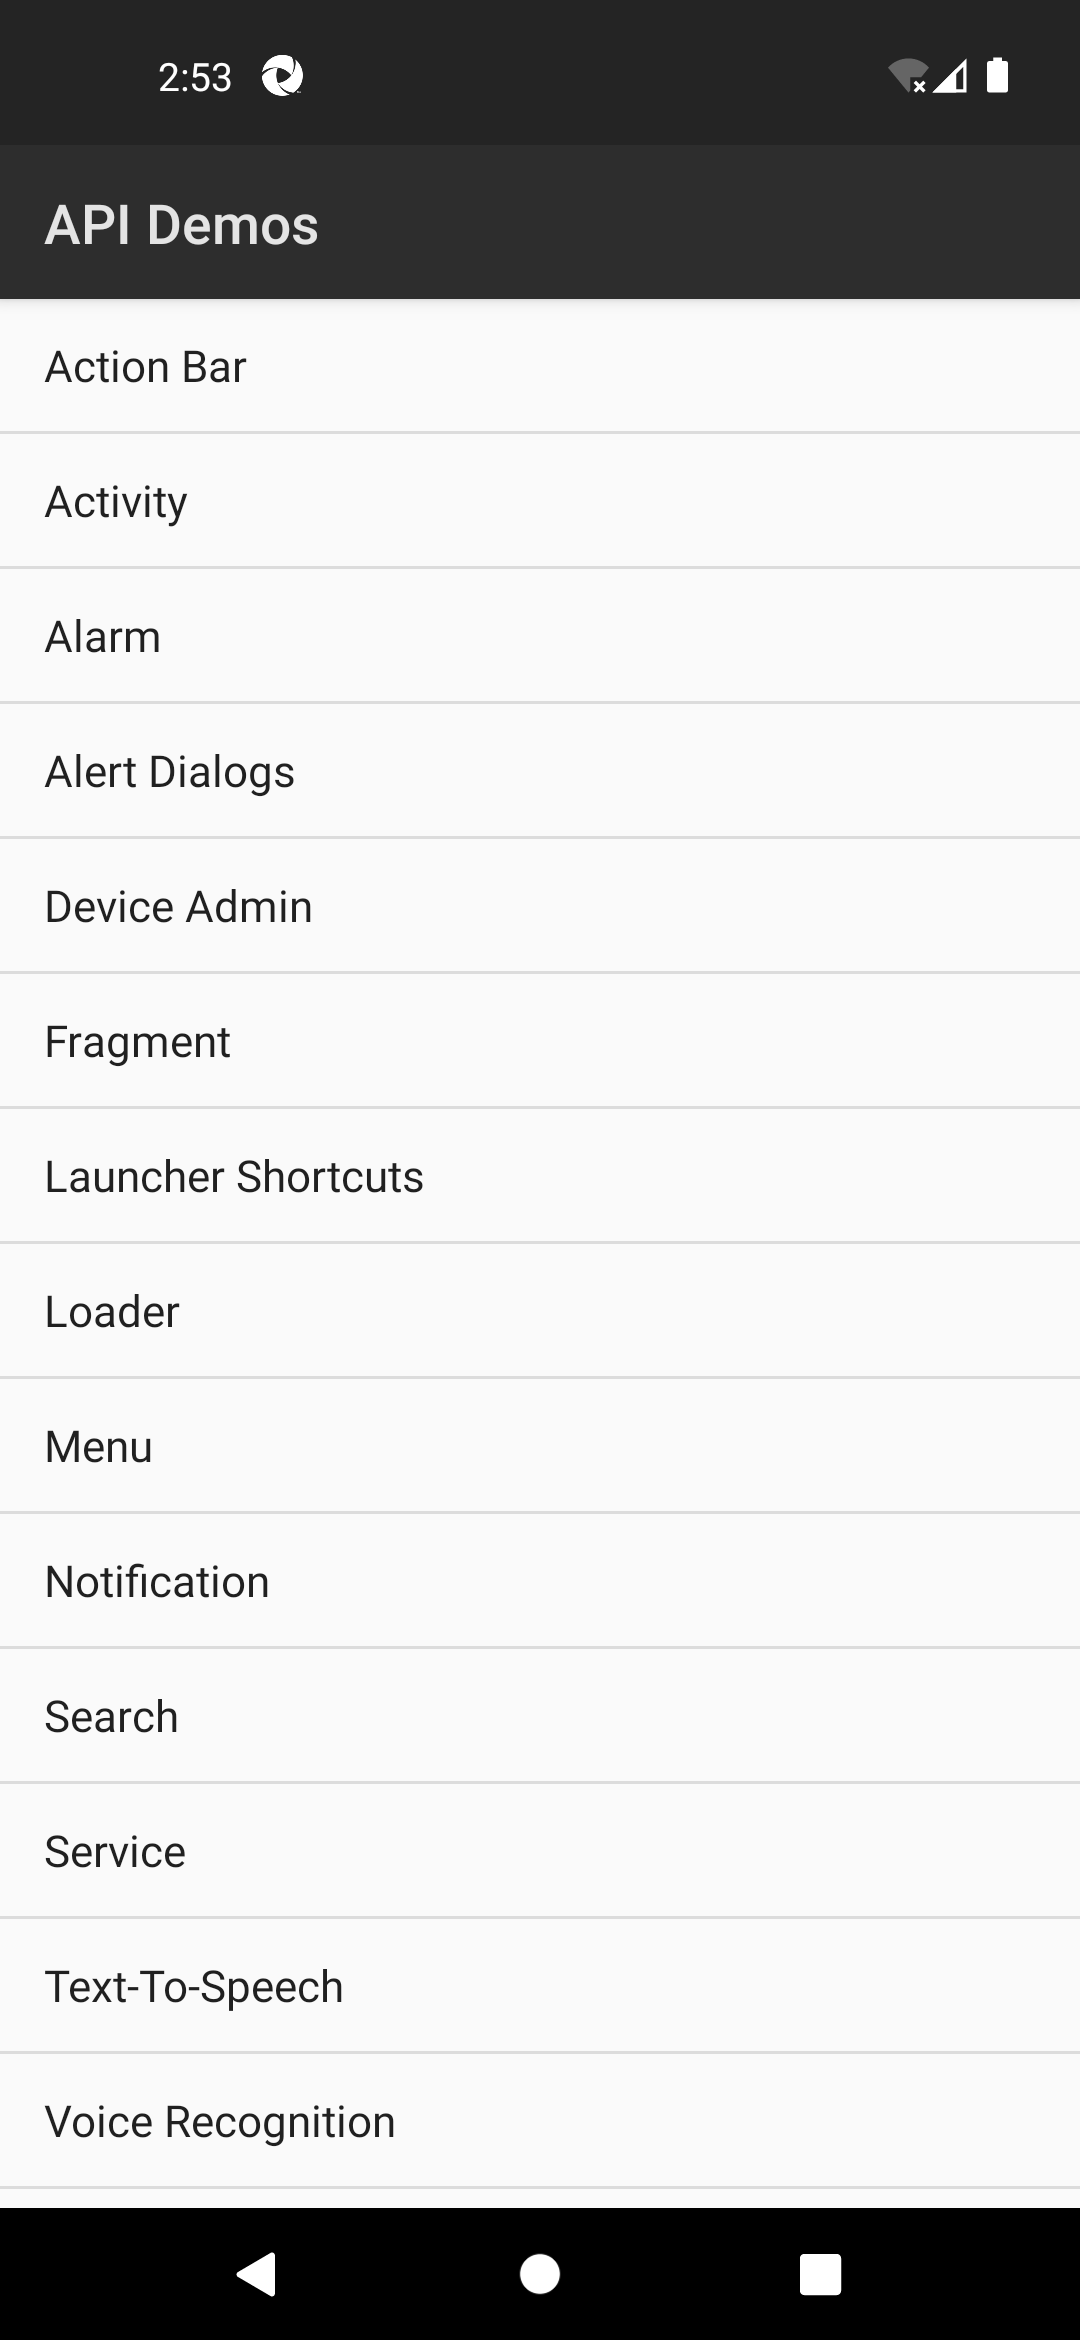 2:53
API Demos
Action Bar
Activity
Alarm
Alert Dialogs
Device Admin
Fragment
Launcher Shortcuts
Loader
Menu
Notification
Search
Service
Text-To-Speech
Voice Recognition